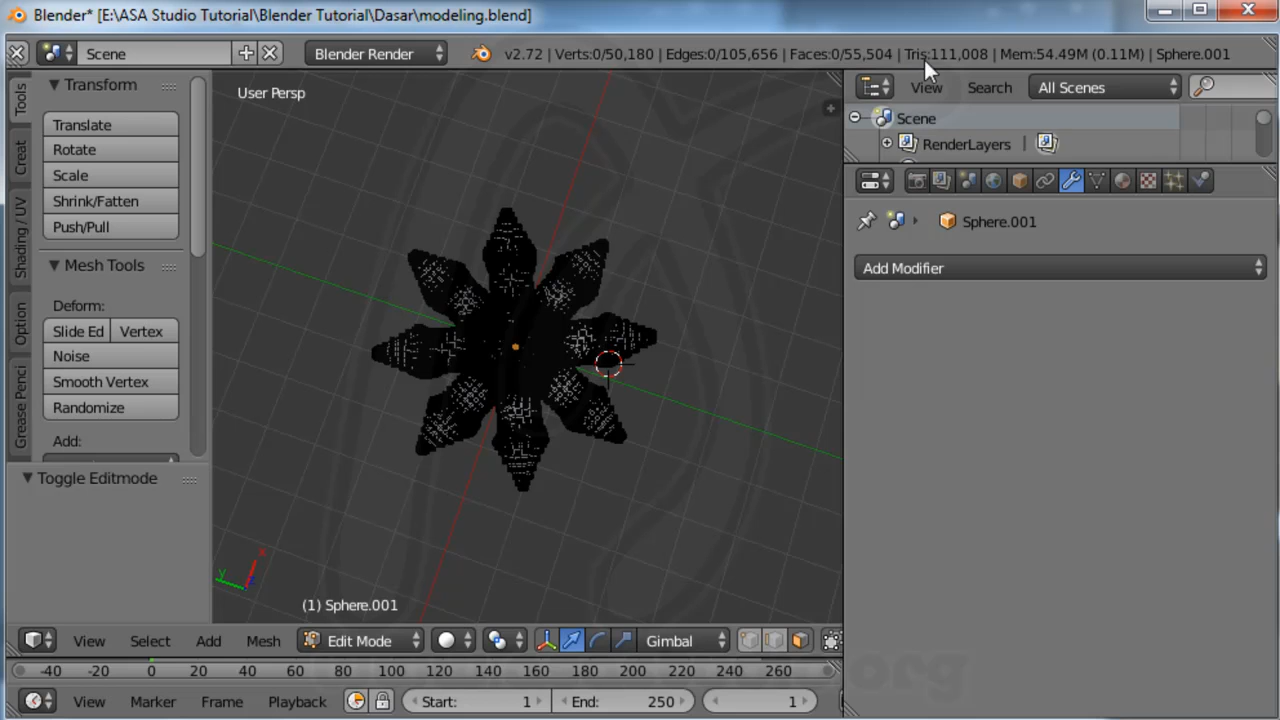 Blender* [E:\ASA Studio Tutorial\Blender Tutorial\Dasar\modeling.blend]
Scene
Blender Render
v2.72 | Verts:0/50,180 | Edges:0/105,656 | Faces:0/55,504 | Tris:111,008 | Mem:54.49M (0.11M) | Sphere.001
Tools
Creat
Shading / UV
Option
Grease Penci
Transform
Translate
Rotate
Scale
Shrink/Fatten
Push/Pull
Mesh Tools
Deform:
Slide Ed Vertex
Noise
Smooth Vertex
Randomize
Add:
Toggle Editmode
User Persp
x
y
z
(1) Sphere.001
View Search All Scenes
Scene
RenderLayers |
Sphere.001
Add Modifier
View Select Add Mesh Edit Mode Gimbal
-40 -20 0 20 40 60 80 100 120 140 160 180 200 220 240 260
View Marker Frame Playback Start: 1 End: 250 1
org